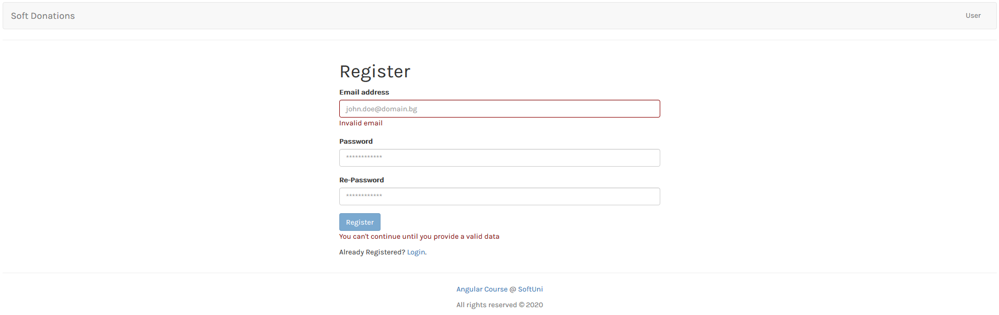 Soft Donations
User
Register
Email address
john.doe@domain.bg
Invalid email
Password
************
Re-Password
************
Register
You can't continue until you provide a valid data
Already Registered? Login.
Angular Course @ SoftUni
All rights reserved © 2020